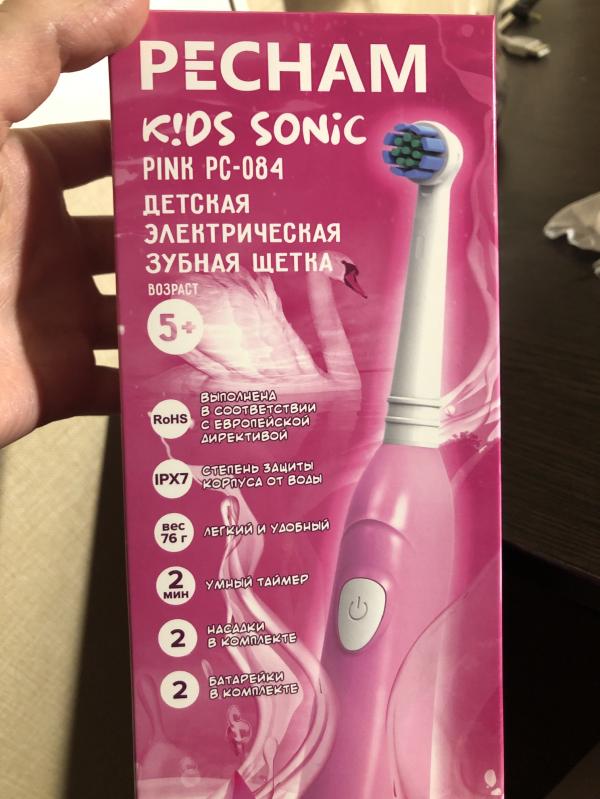 PECHAM
K!DS SONiC
PINK PC-084
ДЕТСКАЯ
ЭЛЕКТРИЧЕСКАЯ
ЗУБНАЯ ЩЕТКА
ВОЗРАСТ
5+
RoHS
ВЫПОЛНЕНА
В СООТВЕТСТВИИ
С ЕВРОПЕЙСКОЙ
ДИРЕКТИВОЙ
IPX7
СТЕПЕНЬ ЗАЩИТЫ
КОРПУСА ОТ ВОДЫ
вес
76 г
ЛЕГКИЙ И УДОБНЫЙ
2
мин
УМНЫЙ ТАЙМЕР
2
НАСАДКИ
В КОМПЛЕКТЕ
2
БАТАРЕЙКИ
В КОМПЛЕКТЕ